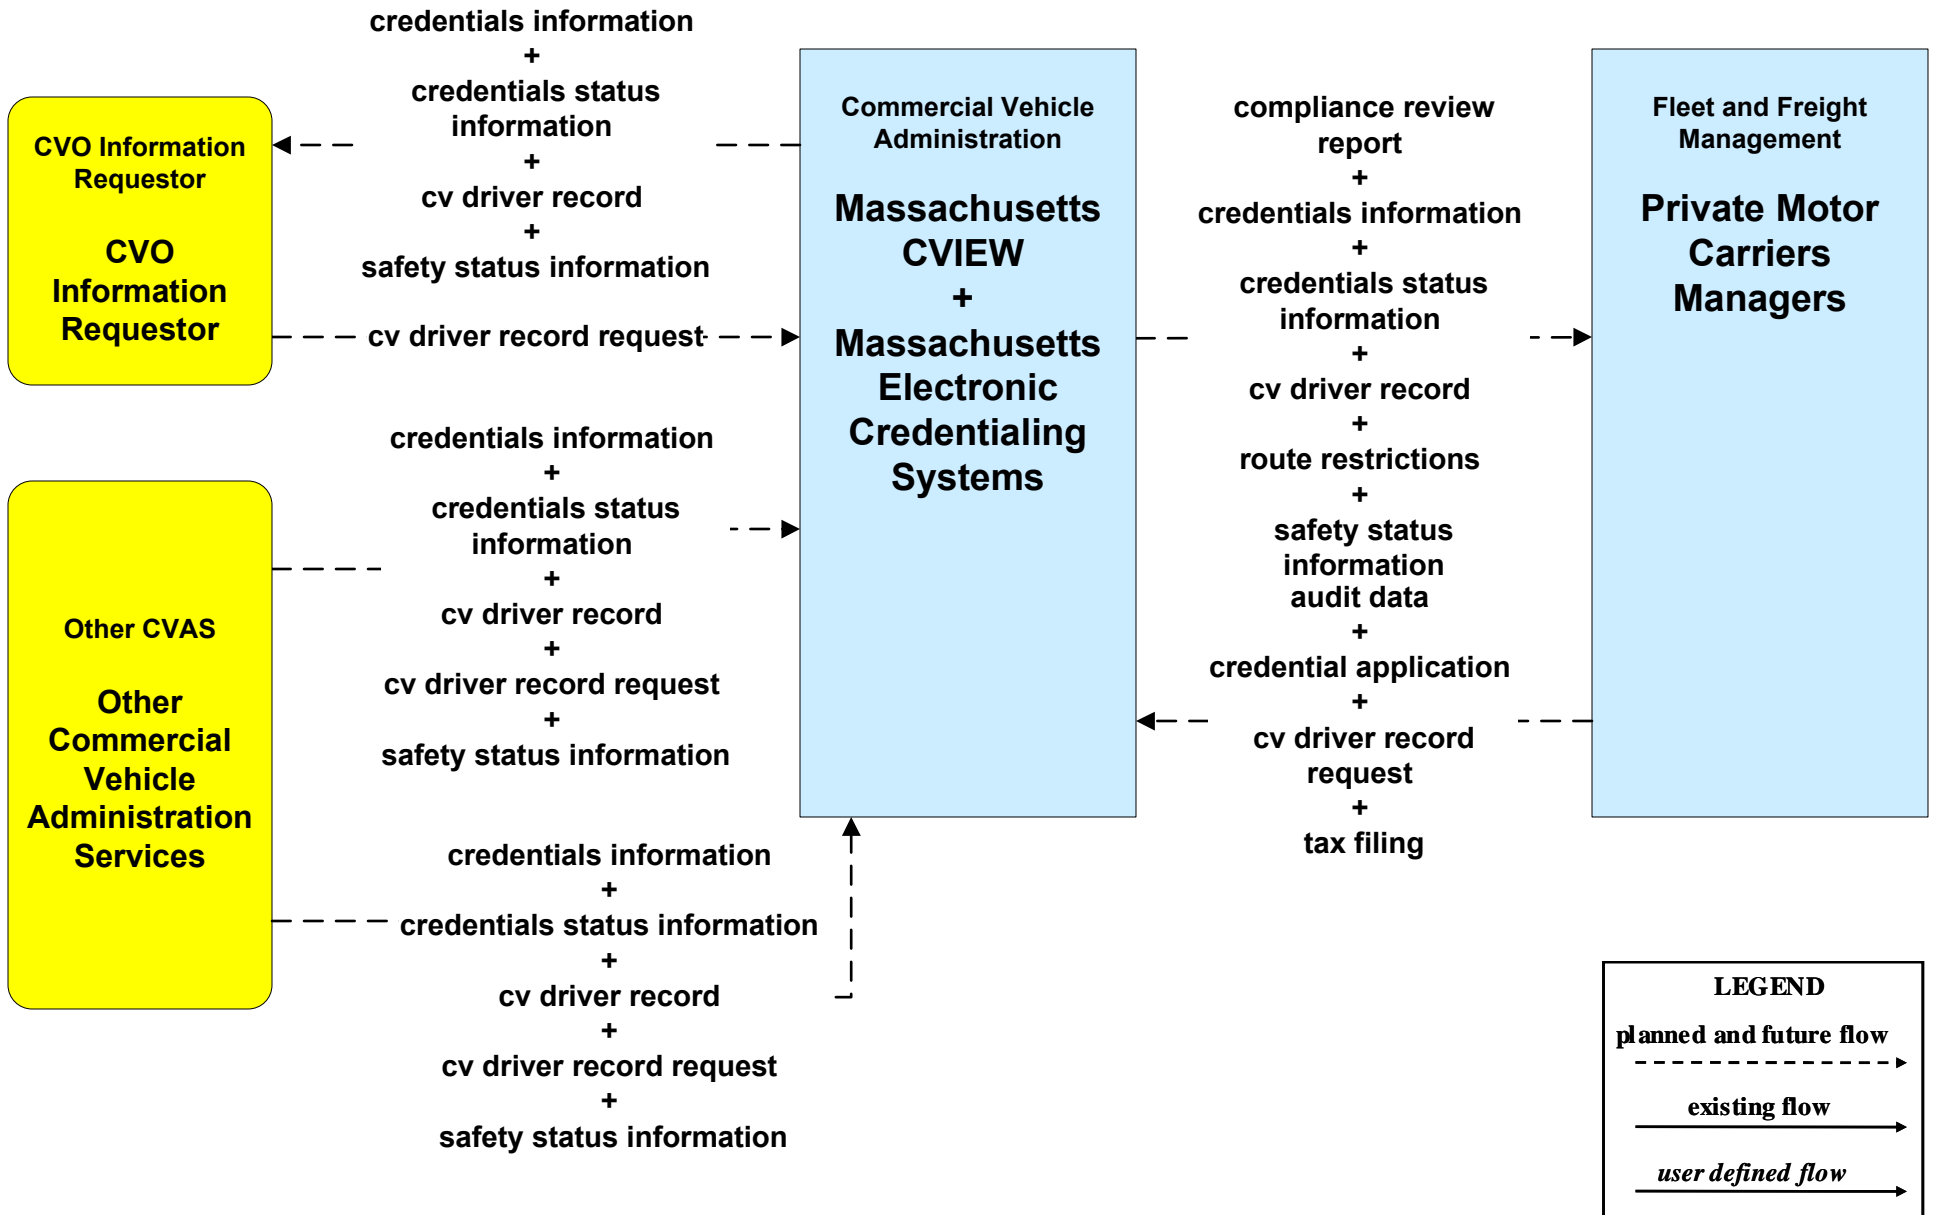 credentials information
+
credentials status
information
+
cv driver record
+
safety status information
cv driver record request
CVO Information
Requestor
CVO
Information
Requestor
Commercial Vehicle
Administration
Massachusetts
CVIEW
+
Massachusetts
Electronic
Credentialing
Systems
compliance review
report
+
credentials information
+
credentials status
information
+
cv driver record
+
route restrictions
+
safety status
information
audit data
+
credential application
+
cv driver record
request
+
tax filing
Fleet and Freight
Management
Private Motor
Carriers
Managers
credentials information
+
credentials status
information
+
cv driver record
+
cv driver record request
+
safety status information
Other CVAS
Other
Commercial
Vehicle
Administration
Services
credentials information
+
credentials status information
+
cv driver record
+
cv driver record request
+
safety status information
LEGEND
planned and future flow
existing flow
user defined flow